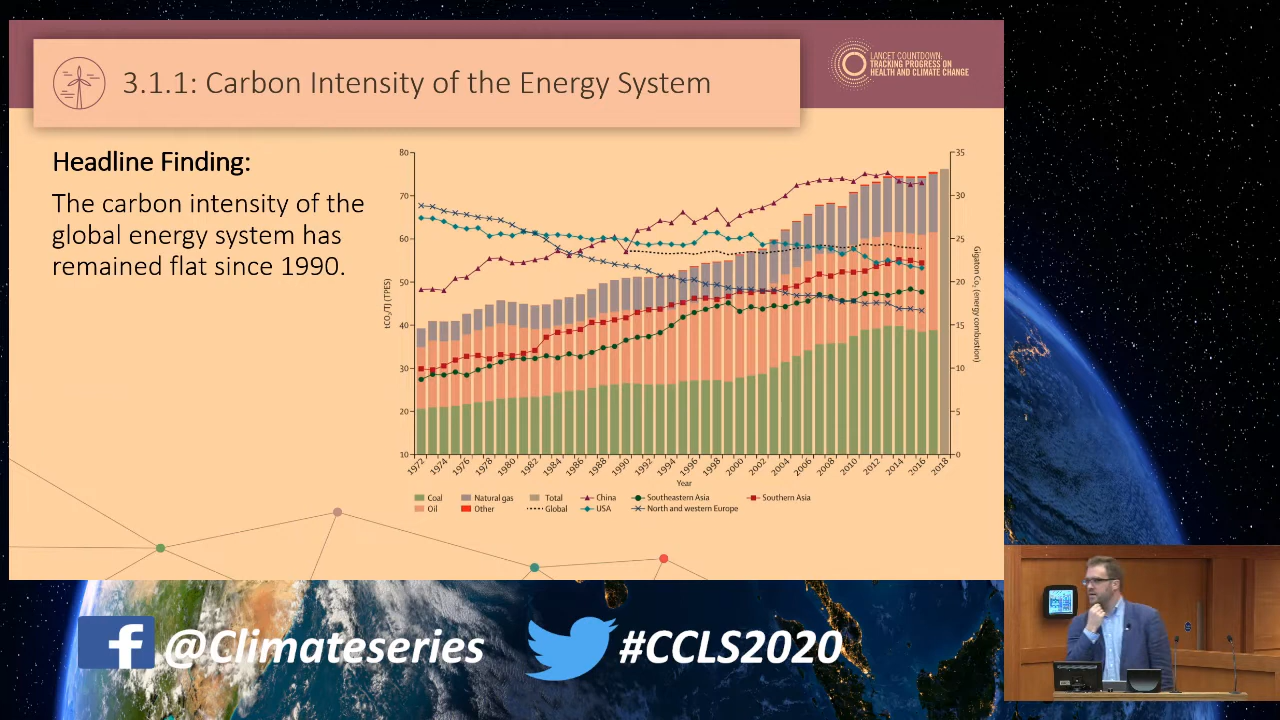 3.1.1: Carbon Intensity of the Energy System
LANCET COUNTDOWN:
TRACKING PROGRESS ON
HEALTH AND CLIMATE CHANGE
Headline Finding:
The carbon intensity of the
global energy system has
remained flat since 1990.
80
70
60
50
40
30
20
10
tCO₂/TJ (TPES)
35
30
25
20
15
10
5
0
Gigaton Co₂ (energy combustion)
1972 1974 1976 1978 1980 1982 1984 1986 1988 1990 1992 1994 1996 1998 2000 2002 2004 2006 2008 2010 2012 2014 2016 2018
Year
Coal Natural gas Total China Southeastern Asia Southern Asia
Oil Other Global USA North and western Europe
f @Climateseries #CCLS2020